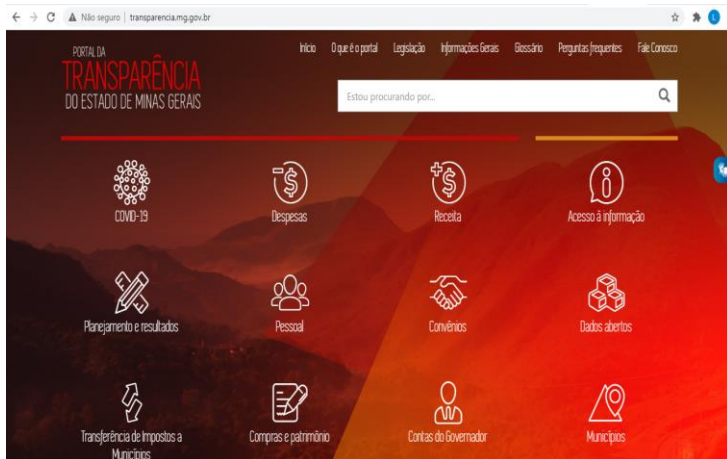 Não seguro | transparencia.mg.gov.br
L
PORTAL DA
TRANSPARÊNCIA
DO ESTADO DE MINAS GERAIS
Início O que é o portal Legislação Informações Gerais Glossário Perguntas frequentes Fale Conosco
Estou procurando por...
COVID-19 Despesas Receita Acesso à informação
Planejamento e resultados Pessoal Convênios Dados abertos
Transferência de Impostos a Compras e patrimônio Contas do Governador Municípios
Municípios